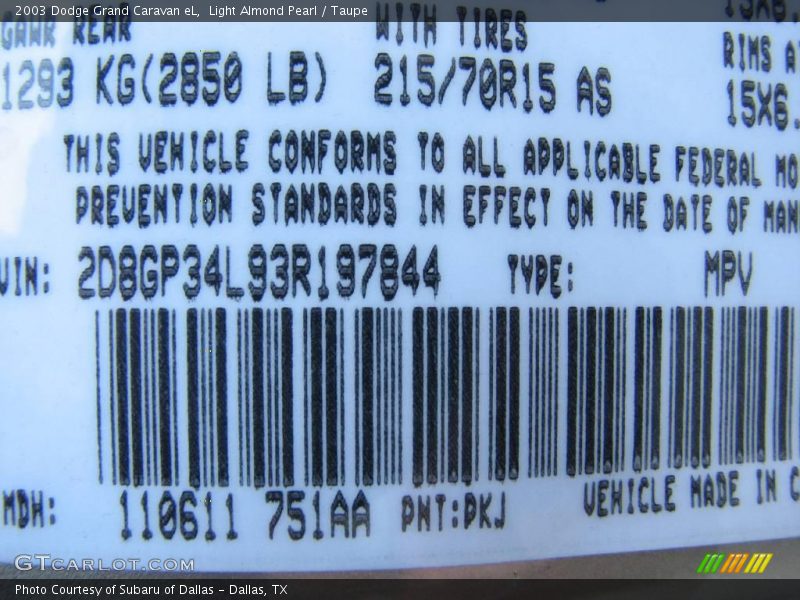 2003 Dodge Grand Caravan eL, Light Almond Pearl / Taupe
GAWR REAR WITH TIRES
1293 KG(2850 LB) 215/70R15 AS RIMS A
15X6.
THIS VEHICLE CONFORMS TO ALL APPLICABLE FEDERAL MO
PREVENTION STANDARDS IN EFFECT ON THE DATE OF MAN
VIN: 2D8GP34L93R197844 TYPE: MPV
MDH: 110611 751AA PNT:PKJ VEHICLE MADE IN C
GTCARLOT.COM
Photo Courtesy of Subaru of Dallas - Dallas, TX